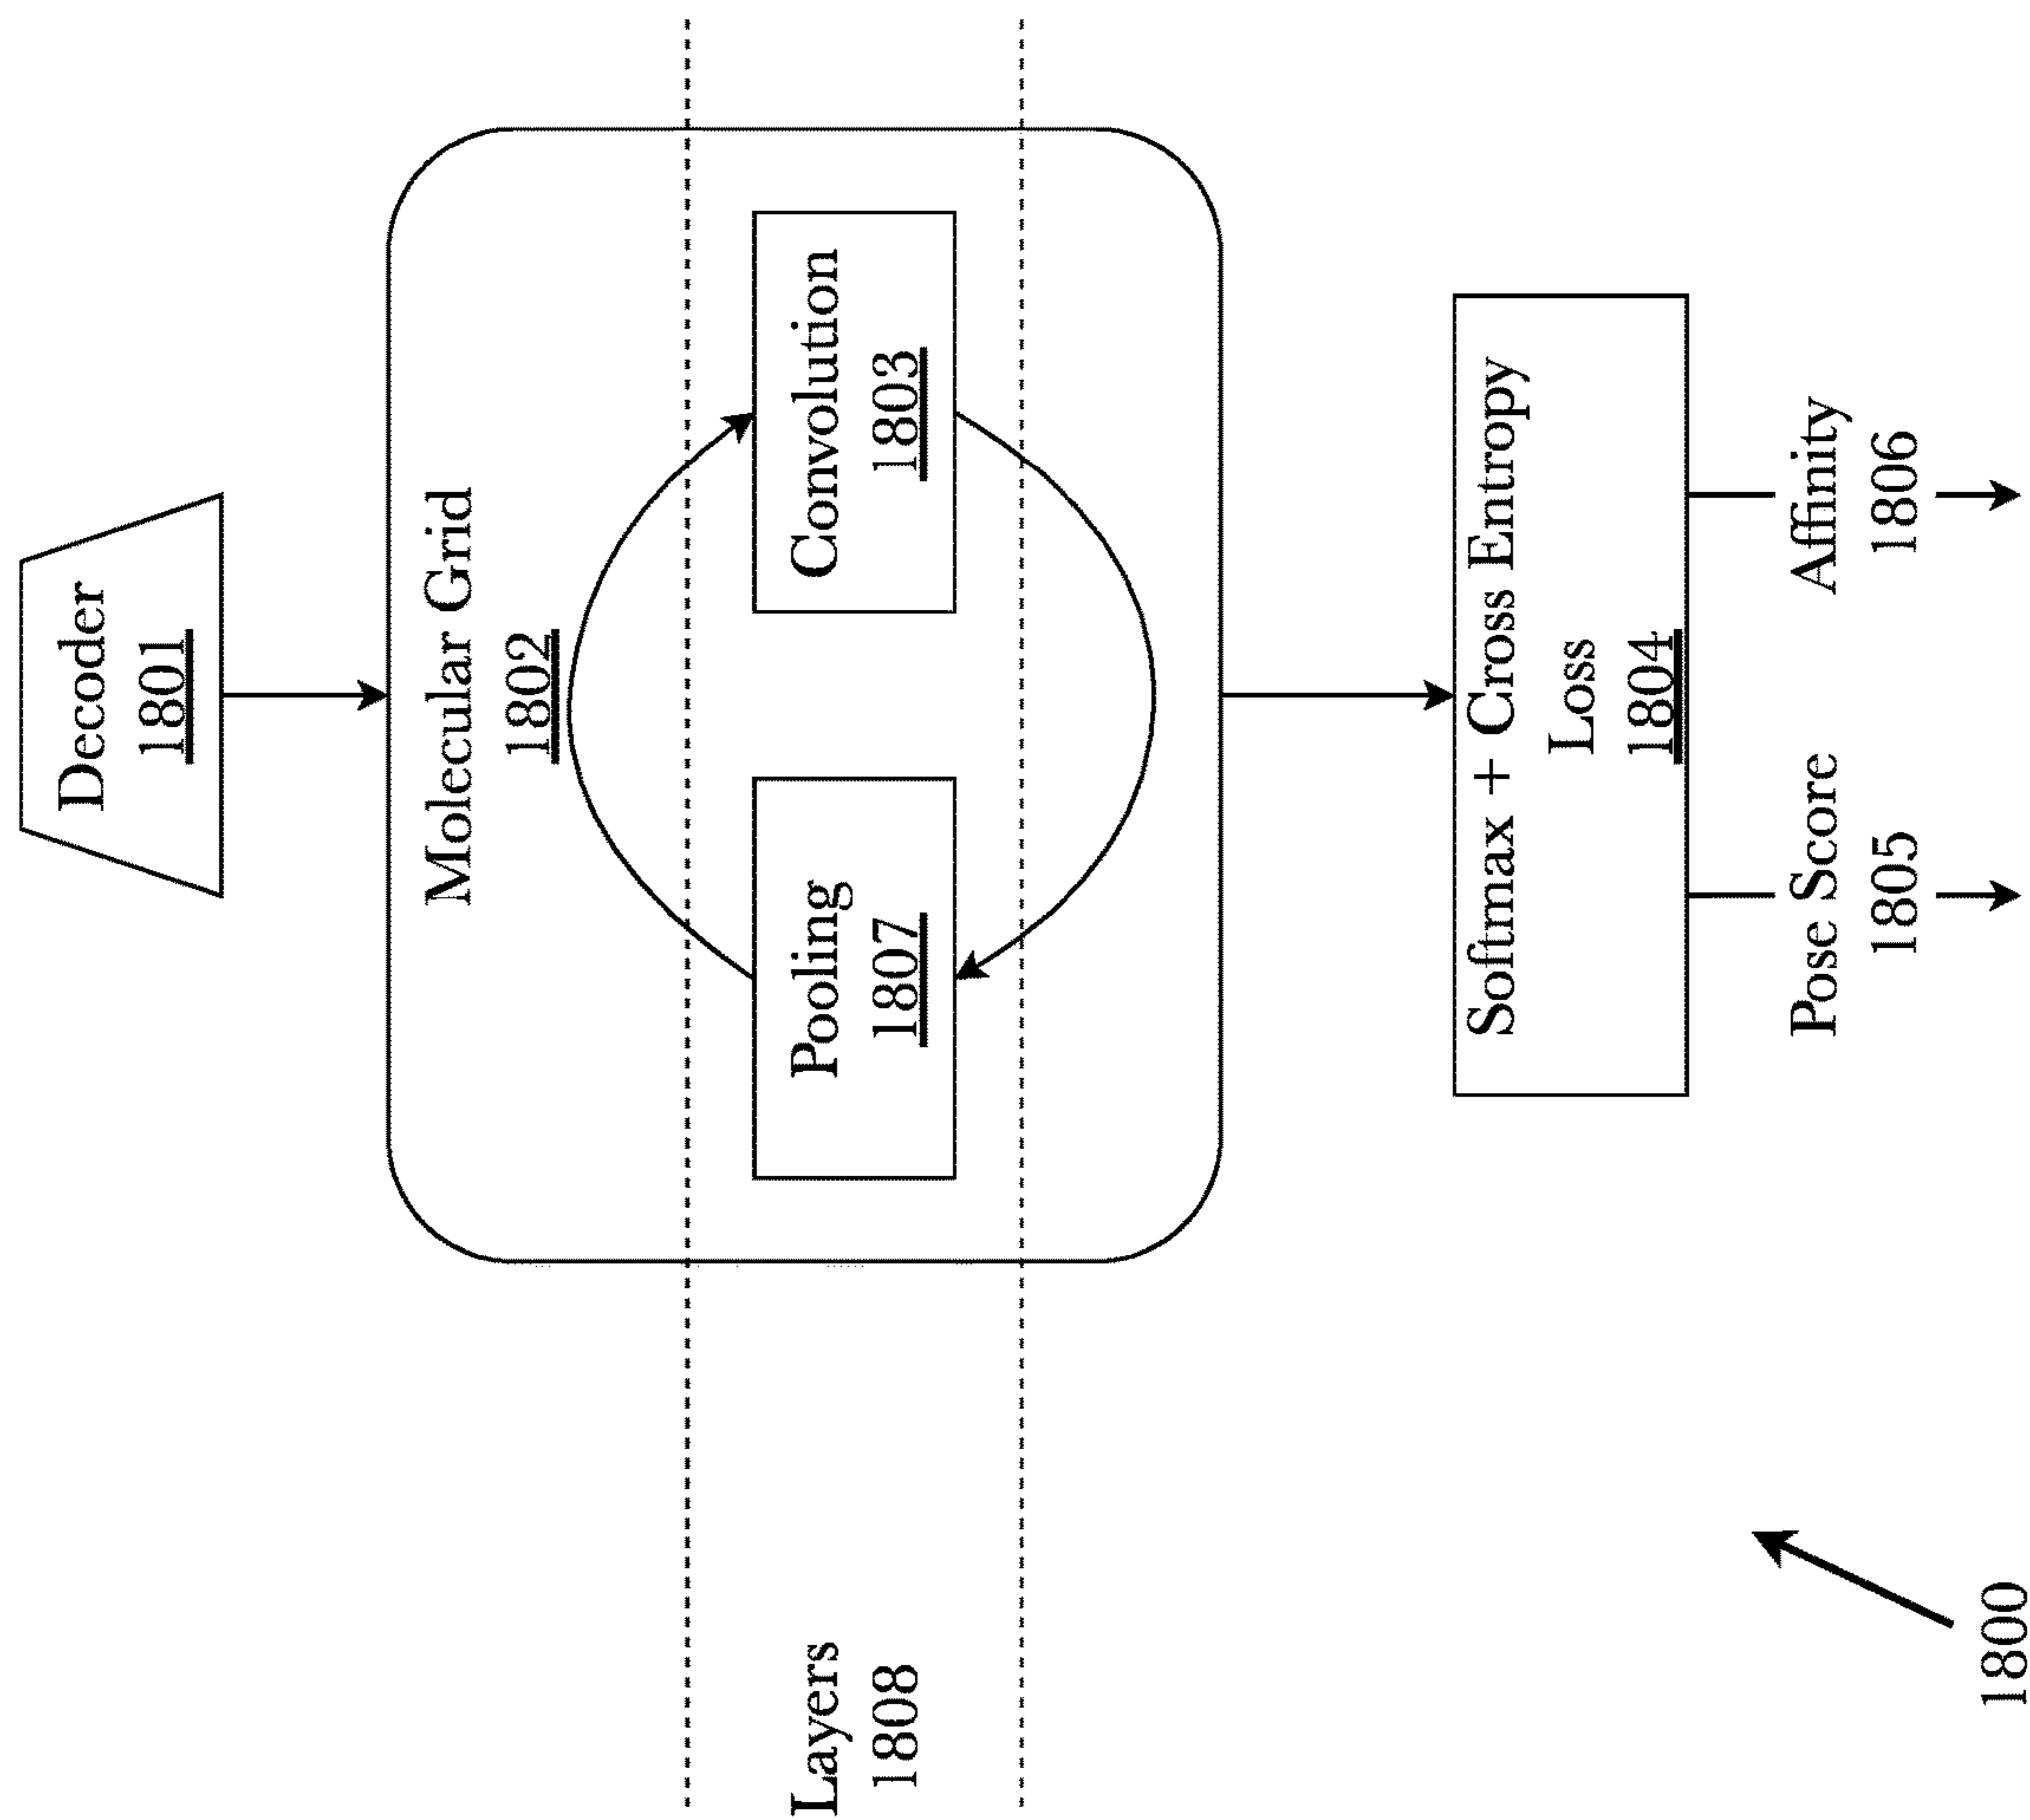 Decoder
1801
Molecular Grid
1802
Pooling
1807
Convolution
1803
Layers
1808
Softmax + Cross Entropy
Loss
1804
Pose Score
1805
Affinity
1806
1800